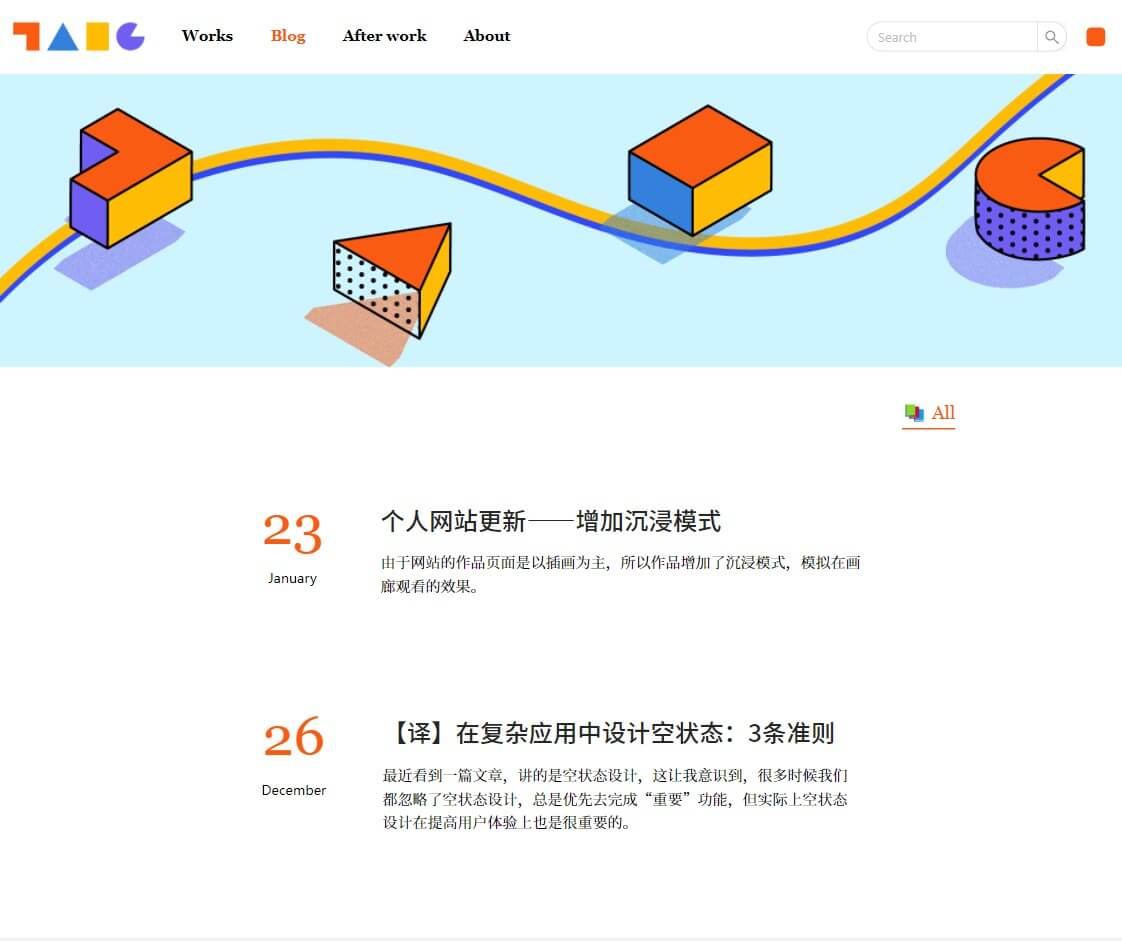 Works
Blog
After work
About
Search
All
23
January
个人网站更新——增加沉浸模式
由于网站的作品页面是以插画为主，所以作品增加了沉浸模式，模拟在画
廊观看的效果。
26
December
【译】在复杂应用中设计空状态：3条准则
最近看到一篇文章，讲的是空状态设计，这让我意识到，很多时候我们
都忽略了空状态设计，总是优先去完成“重要”功能，但实际上空状态
设计在提高用户体验上也是很重要的。